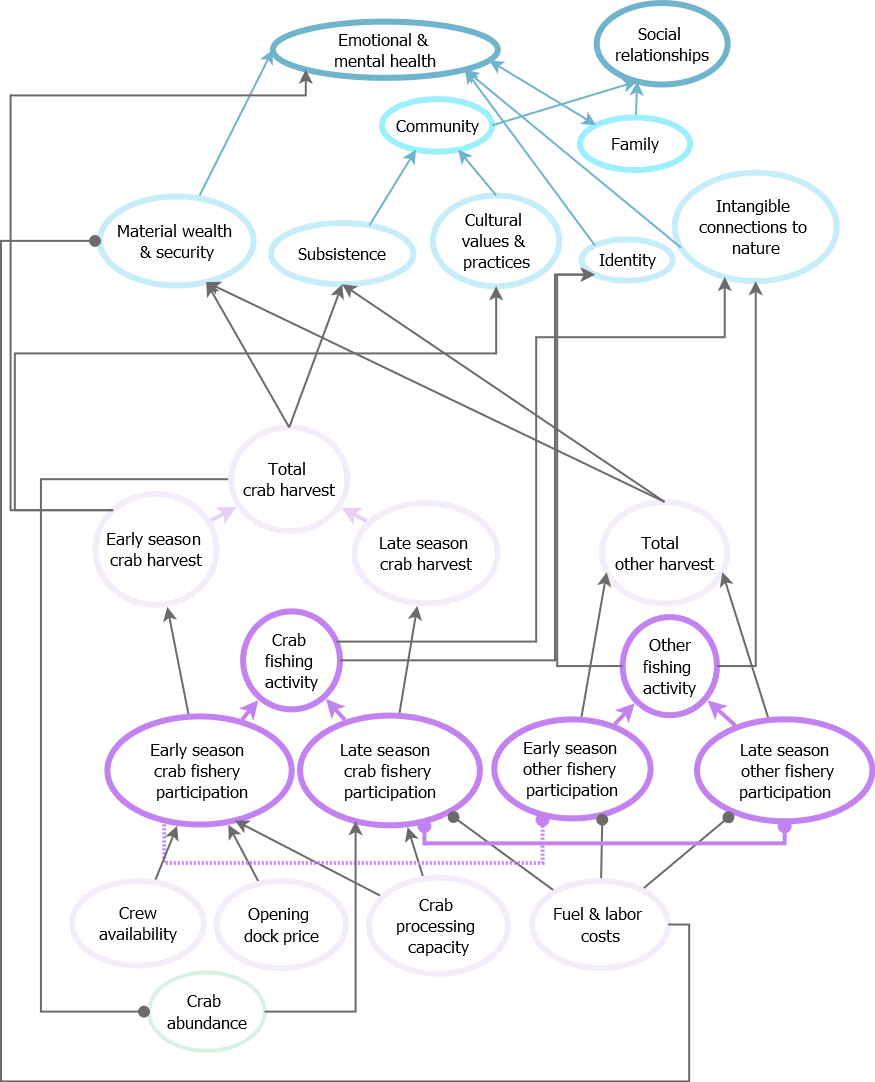 Emotional &
mental health
Social
relationships
Community
Family
Material wealth
& security
Subsistence
Cultural
values &
practices
Identity
Intangible
connections to
nature
Total
crab harvest
Early season
crab harvest
Late season
crab harvest
Total
other harvest
Crab
fishing
activity
Other
fishing
activity
Early season
crab fishery
participation
Late season
crab fishery
participation
Early season
other fishery
participation
Late season
other fishery
participation
Crew
availability
Opening
dock price
Crab
processing
capacity
Fuel & labor
costs
Crab
abundance